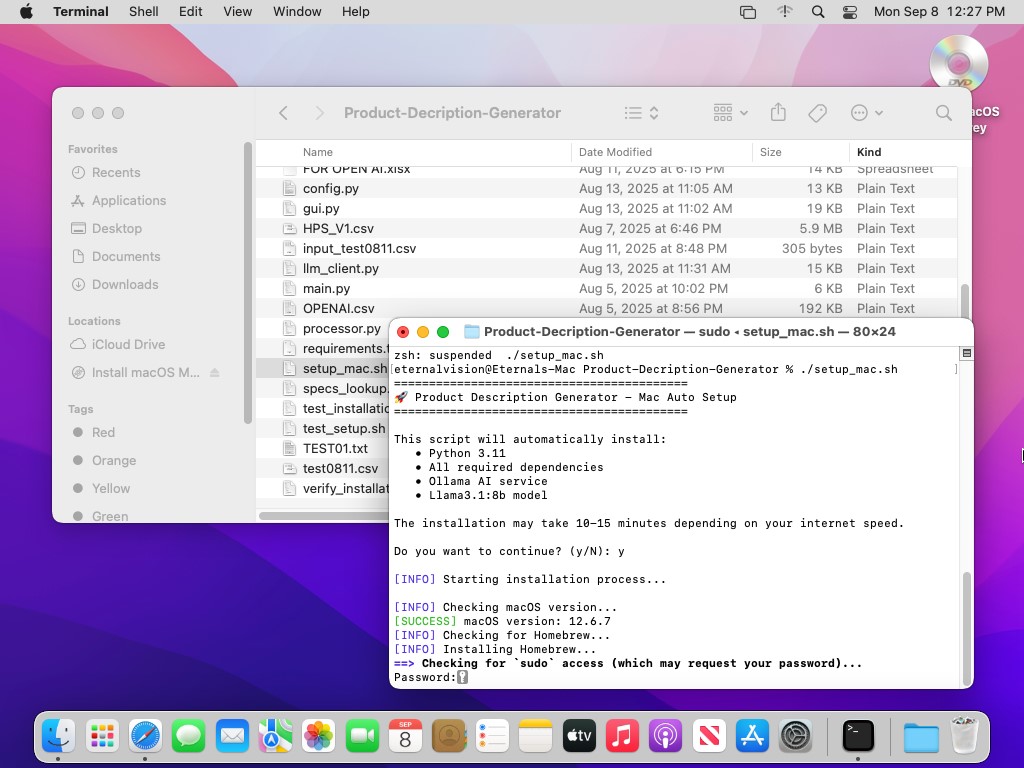 Terminal Shell Edit View Window Help Mon Sep 8 12:27 PM
DVD
acOS
rey
Product-Decription-Generator
Favorites
Recents
Applications
Desktop
Documents
Downloads
Locations
iCloud Drive
Install macOS M...
Tags
Red
Orange
Yellow
Green
Name Date Modified Size Kind
FOR OPEN AI.xlsx Aug 11, 2025 at 6:15 PM 14 KB Spreadsheet
config.py Aug 13, 2025 at 11:05 AM 13 KB Plain Text
gui.py Aug 13, 2025 at 11:02 AM 19 KB Plain Text
HPS_V1.csv Aug 7, 2025 at 6:46 PM 5.9 MB Plain Text
input_test0811.csv Aug 11, 2025 at 8:48 PM 305 bytes Plain Text
llm_client.py Aug 13, 2025 at 11:31 AM 15 KB Plain Text
main.py Aug 5, 2025 at 10:02 PM 6 KB Plain Text
OPENAI.csv Aug 5, 2025 at 8:56 PM 192 KB Plain Text
processor.py
requirements.t
setup_mac.sh
specs_lookup.
test_installatio
test_setup.sh
TEST01.txt
test0811.csv
verify_installat
Product-Decription-Generator — sudo ◂ setup_mac.sh — 80×24
zsh: suspended  ./setup_mac.sh
[eternalvision@Eternals-Mac Product-Decription-Generator % ./setup_mac.sh ]
==========================================
🚀 Product Description Generator - Mac Auto Setup
==========================================
This script will automatically install:
• Python 3.11
• All required dependencies
• Ollama AI service
• Llama3.1:8b model
The installation may take 10-15 minutes depending on your internet speed.
Do you want to continue? (y/N): y
[INFO] Starting installation process...
[INFO] Checking macOS version...
[SUCCESS] macOS version: 12.6.7
[INFO] Checking for Homebrew...
[INFO] Installing Homebrew...
==> Checking for `sudo` access (which may request your password)...
Password:
SEP
8
tv
>_